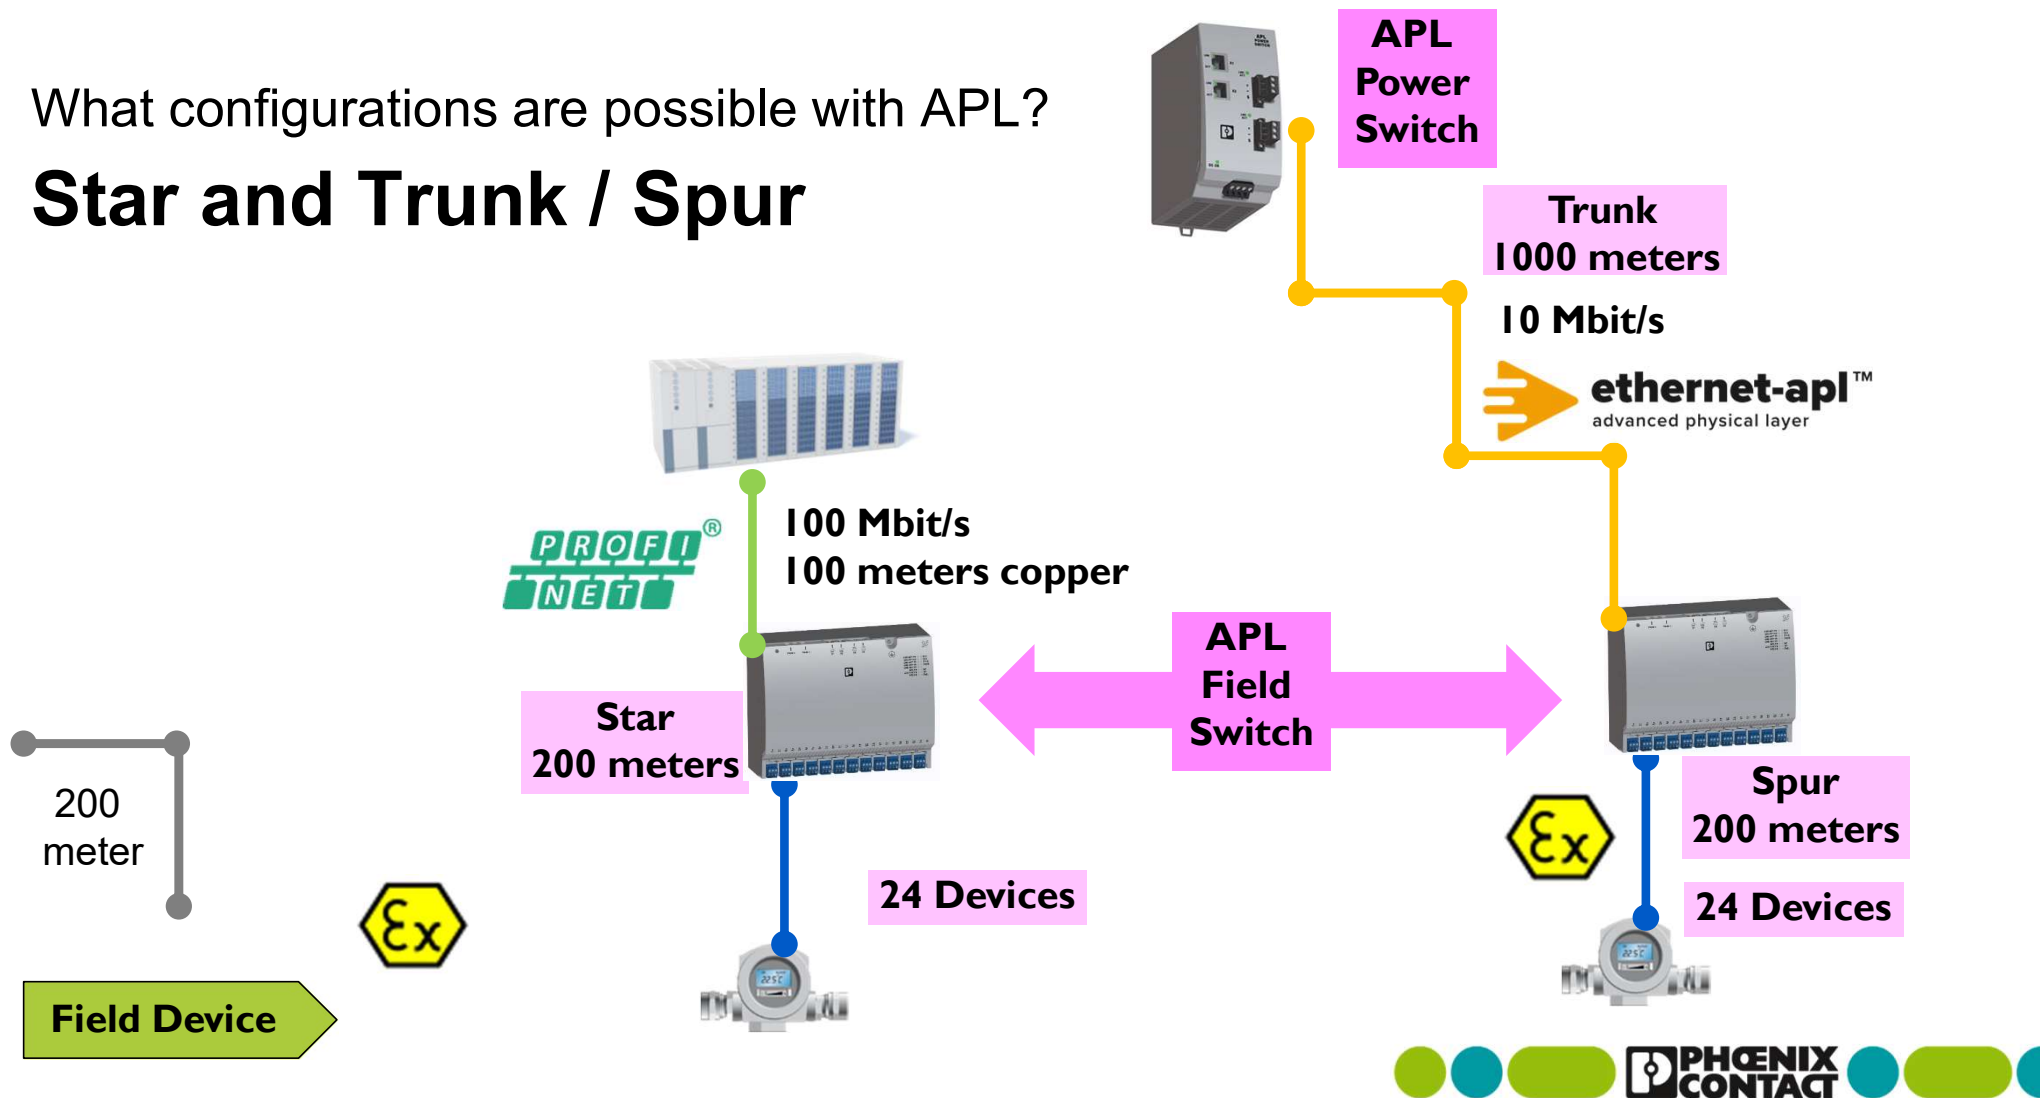 What configurations are possible with APL?
Star and Trunk / Spur
APL
Power
Switch
Trunk
1000 meters
10 Mbit/s
ethernet-apl™
advanced physical layer
PROFI®
NET
100 Mbit/s
100 meters copper
APL
Field
Switch
Star
200 meters
200
meter
Spur
200 meters
Ex
24 Devices
Ex
24 Devices
Field Device
PHŒNIX
CONTACT